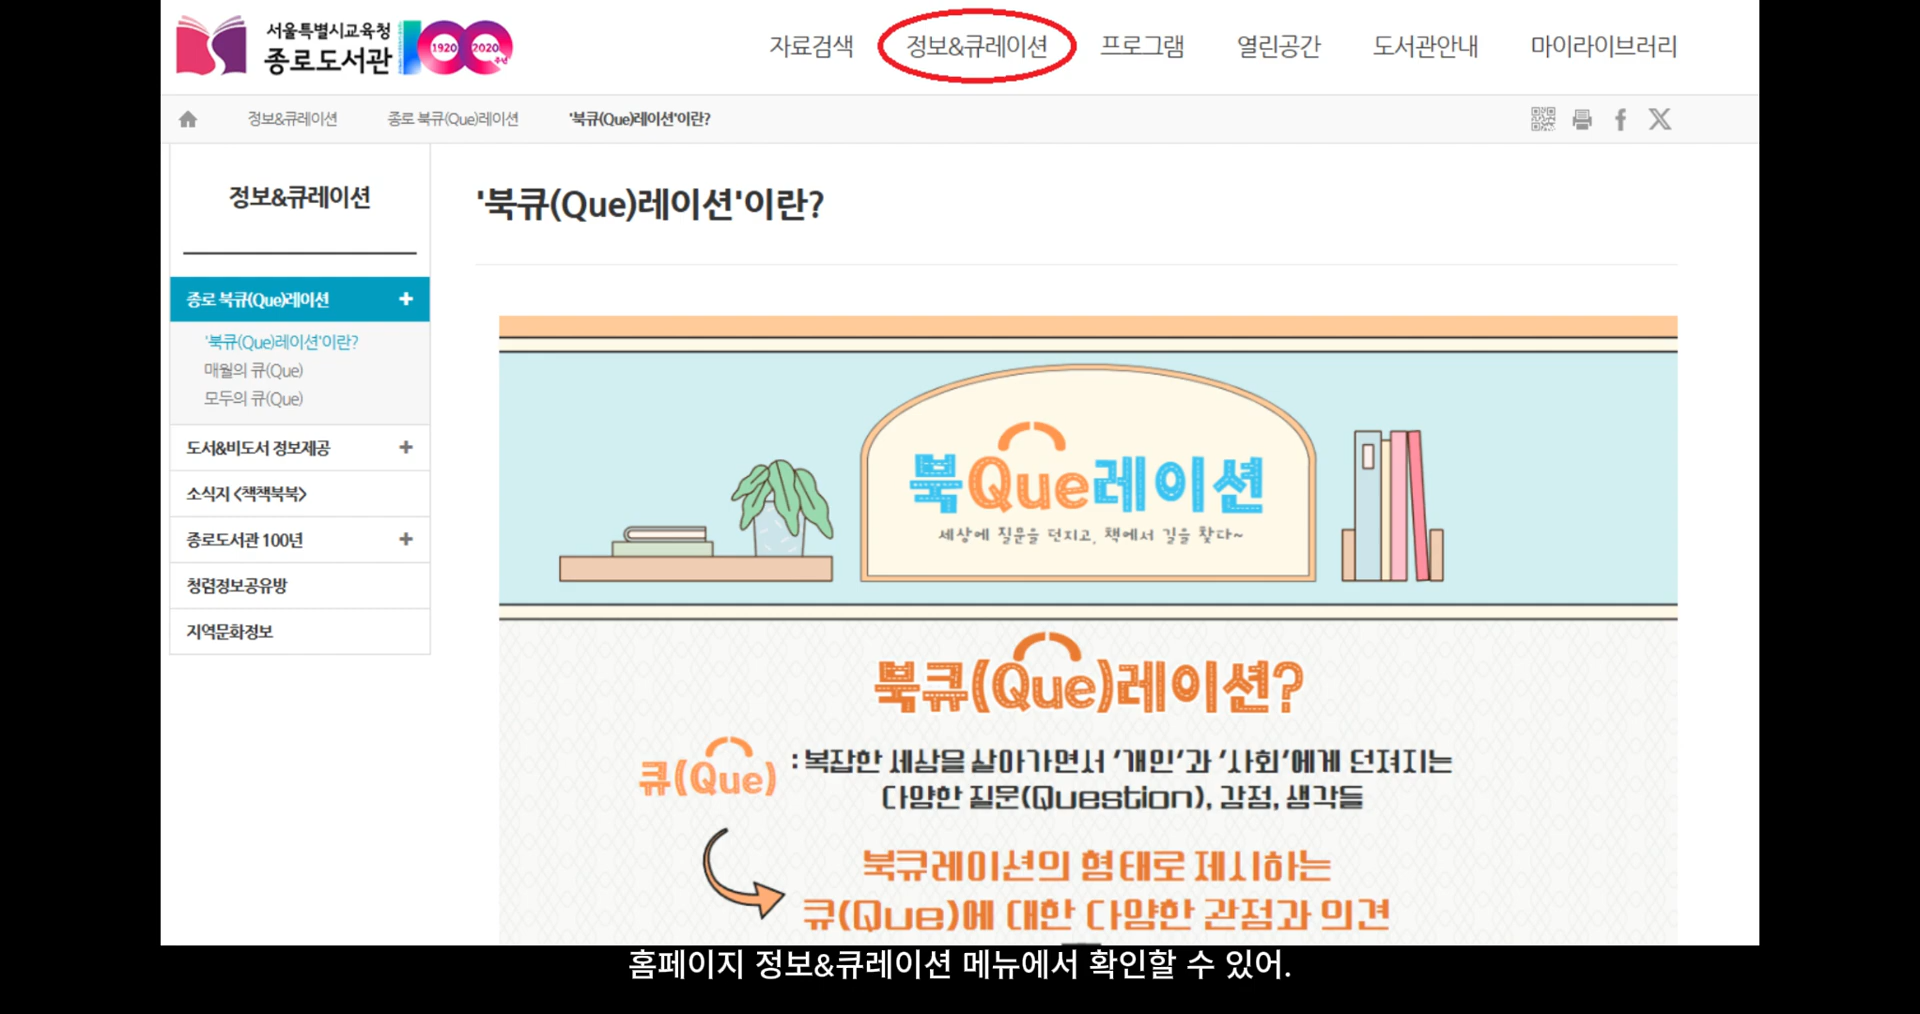 서울특별시교육청
종로도서관
1920 2020 주년
자료검색 정보&큐레이션 프로그램 열린공간 도서관안내 마이라이브러리
정보&큐레이션 종로 북큐(Que)레이션 '북큐(Que)레이션'이란?
정보&큐레이션
종로 북큐(Que)레이션 +
'북큐(Que)레이션'이란?
매월의 큐(Que)
모두의 큐(Que)
도서&비도서 정보제공 +
소식지 <책책북북>
종로도서관 100년 +
청렴정보공유방
지역문화정보
'북큐(Que)레이션'이란?
북Que레이션
세상에 질문을 던지고, 책에서 길을 찾다~
북큐(Que)레이션?
큐(Que) : 복잡한 세상을 살아가면서 '개인'과 '사회'에게 던져지는
다양한 질문(Question), 감정, 생각들
북큐레이션의 형태로 제시하는
큐(Que)에 대한 다양한 관점과 의견
홈페이지 정보&큐레이션 메뉴에서 확인할 수 있어.